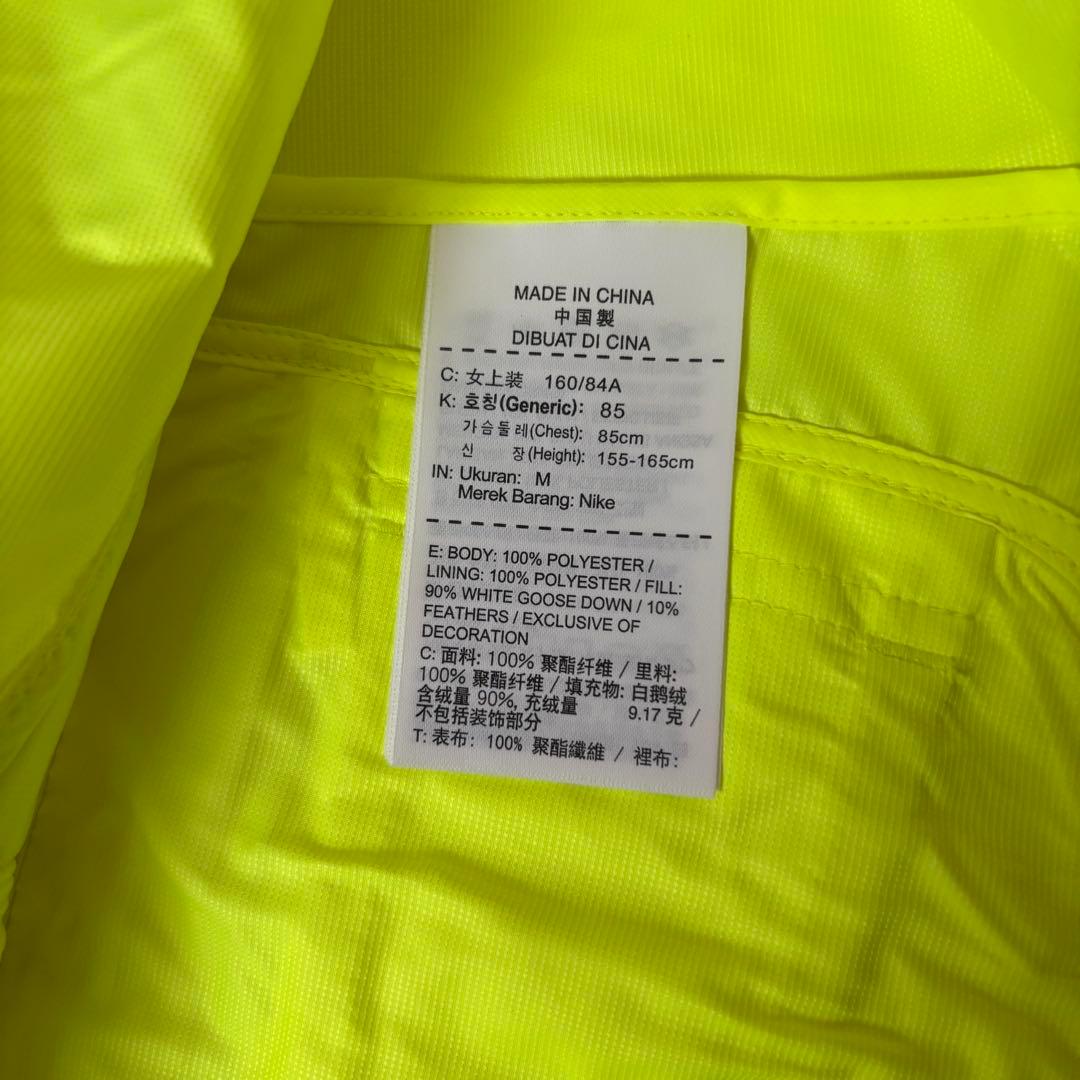 MADE IN CHINA
中国製
DIBUAT DI CINA
C: 女上装 160/84A
K: 호칭(Generic): 85
가슴둘레(Chest): 85cm
신 장(Height): 155-165cm
IN: Ukuran: M
Merek Barang: Nike
E: BODY: 100% POLYESTER /
LINING: 100% POLYESTER / FILL:
90% WHITE GOOSE DOWN / 10%
FEATHERS / EXCLUSIVE OF
DECORATION
C: 面料: 100% 聚酯纤维 / 里料:
100% 聚酯纤维 / 填充物: 白鹅绒
含绒量 90%, 充绒量 9.17 克 /
不包括装饰部分
T: 表布: 100% 聚酯纖維 / 裡布: